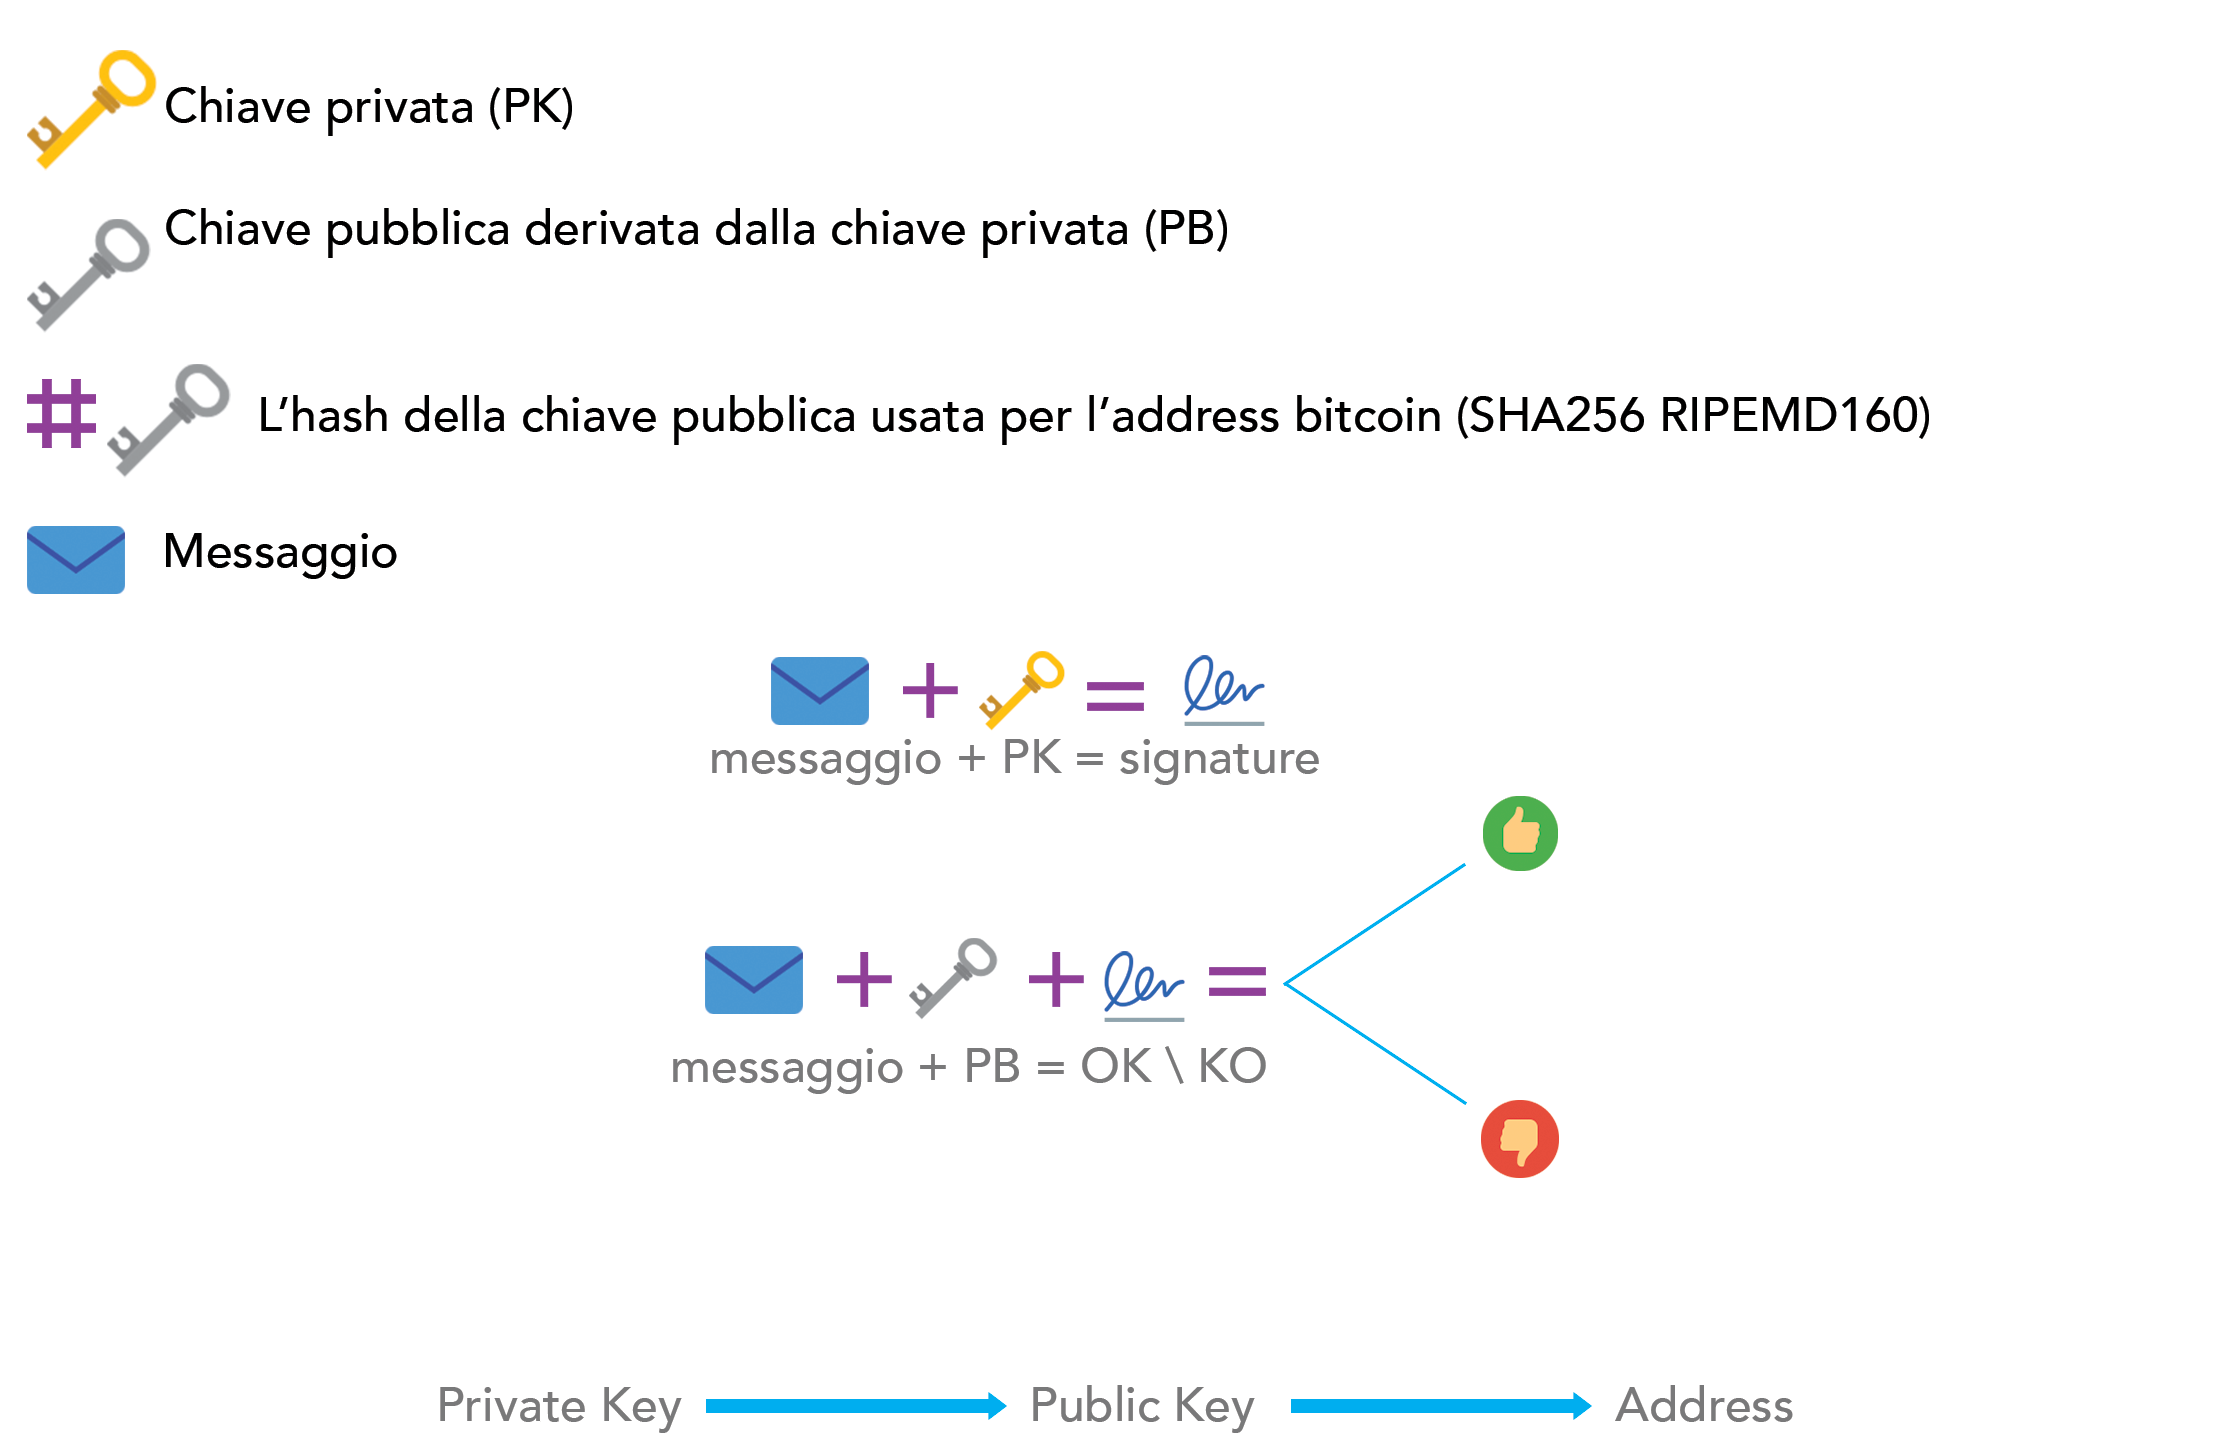 Chiave privata (PK)
Chiave pubblica derivata dalla chiave privata (PB)
# L’hash della chiave pubblica usata per l’address bitcoin (SHA256 RIPEMD160)
Messaggio
+ =
messaggio + PK = signature
+ + =
messaggio + PB = OK \ KO
Private Key Public Key Address